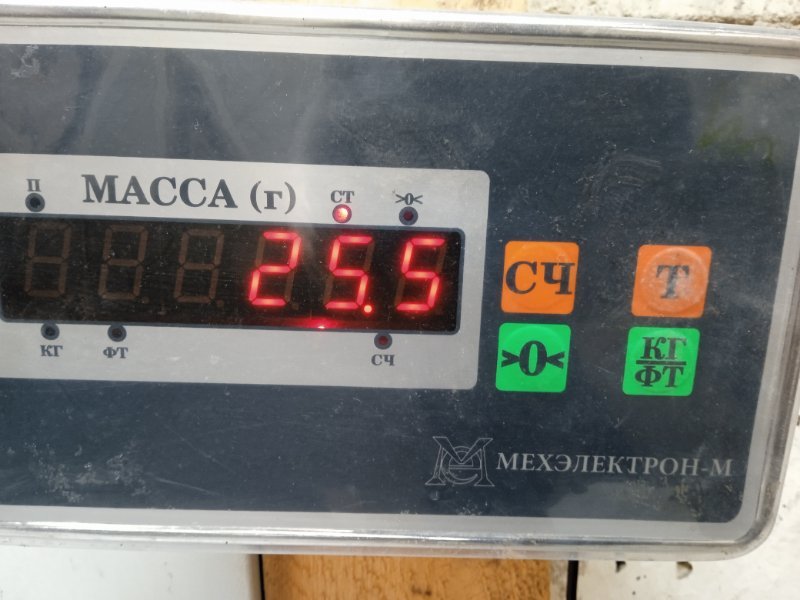 П МАССА (г) СТ >0<
25.5
КГ ФТ СЧ
СЧ Т
>0< КГ/ФТ
МЕХЭЛЕКТРОН-М